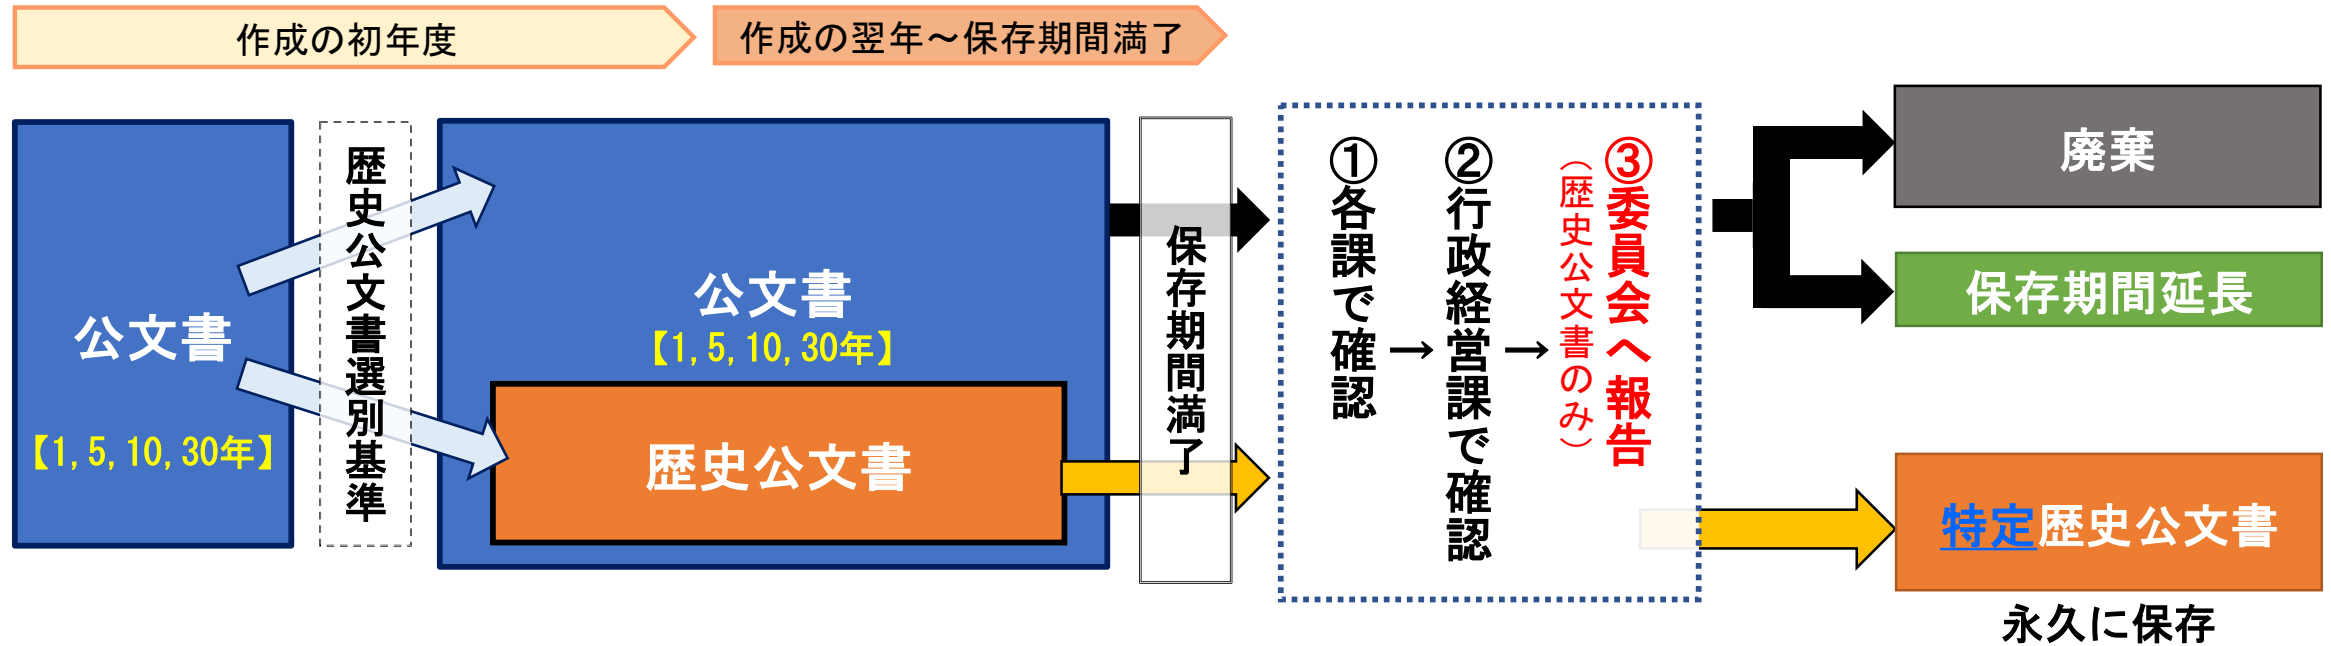 作成の初年度
作成の翌年～保存期間満了
公文書
【1, 5, 10, 30年】
歴史公文書選別基準
公文書
【1, 5, 10, 30年】
歴史公文書
保存期間満了
①各課で確認
→
②行政経営課で確認
→
③委員会へ報告
（歴史公文書のみ）
廃棄
保存期間延長
特定歴史公文書
永久に保存